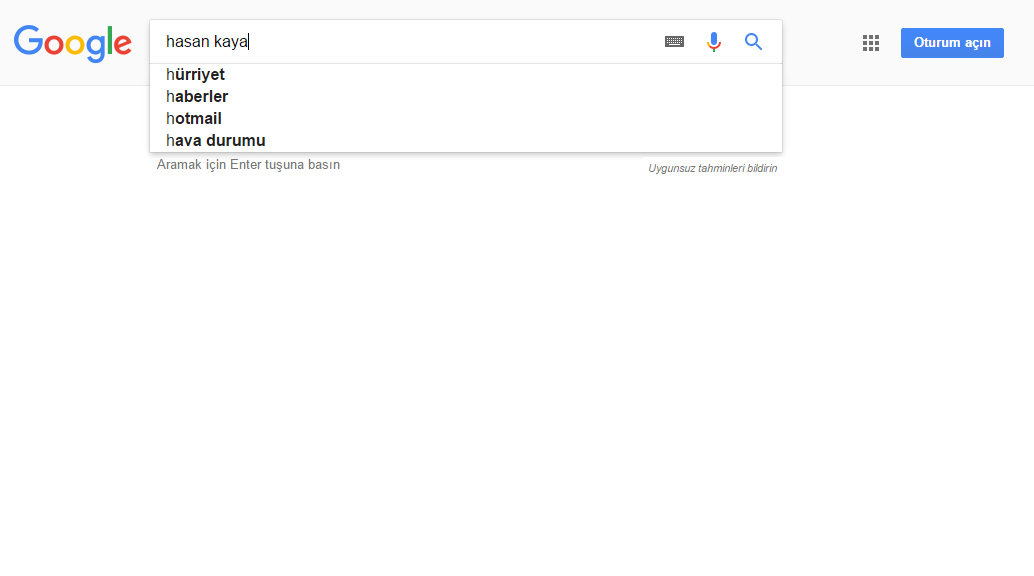 Google
hasan kaya
Oturum açın
hürriyet
haberler
hotmail
hava durumu
Aramak için Enter tuşuna basın
Uygunsuz tahminleri bildirin